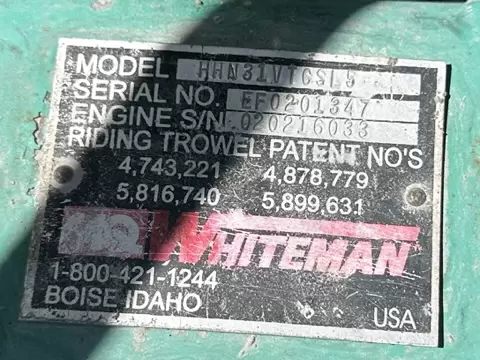 MODEL HHN31VTCSL5
SERIAL NO. EF0201347
ENGINE S/N. 020216033
RIDING TROWEL PATENT NO'S
4,743,221 4,878,779
5,816,740 5,899,631
MQ WHITEMAN
1-800-421-1244
BOISE IDAHO USA